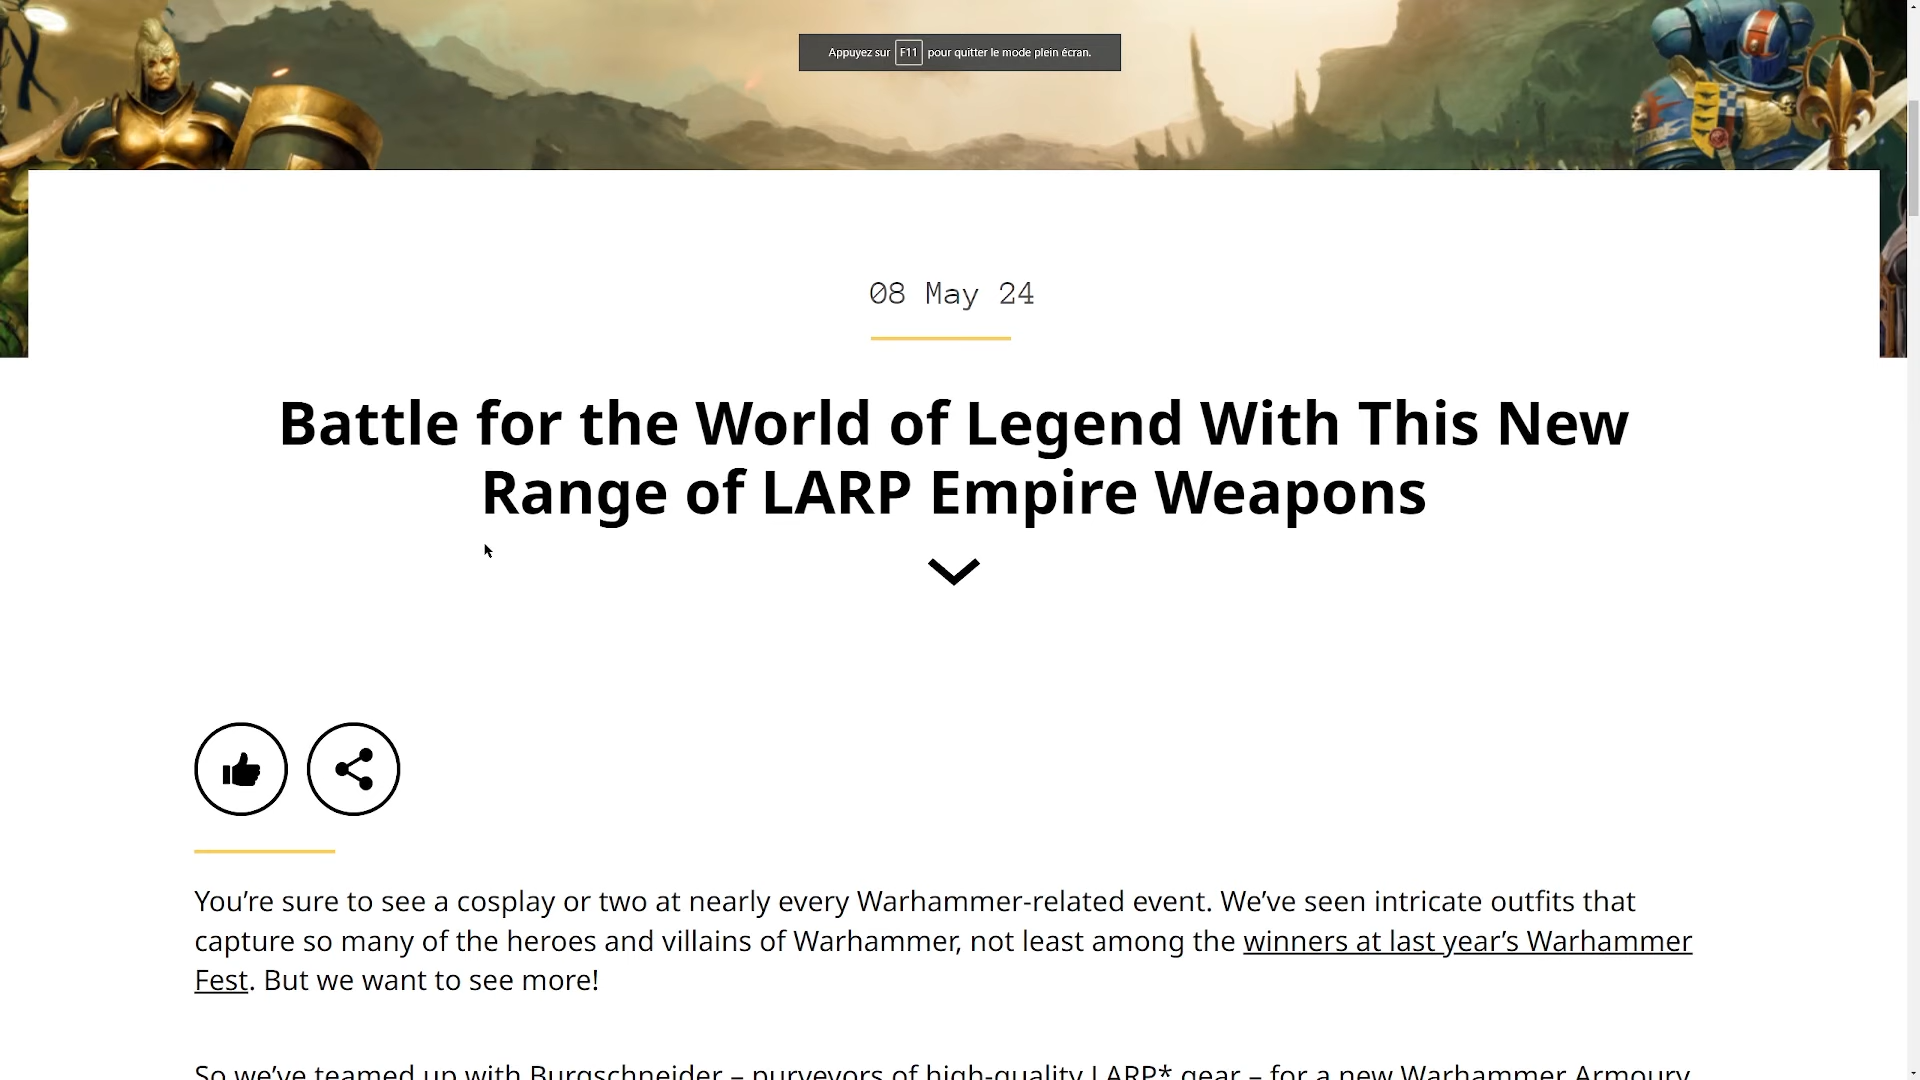 Appuyez sur F11 pour quitter le mode plein écran.
08 May 24
Battle for the World of Legend With This New
Range of LARP Empire Weapons
You’re sure to see a cosplay or two at nearly every Warhammer-related event. We’ve seen intricate outfits that
capture so many of the heroes and villains of Warhammer, not least among the winners at last year’s Warhammer
Fest. But we want to see more!
So we’ve teamed up with Burgschneider – purveyors of high-quality LARP* gear – for a new Warhammer Armoury